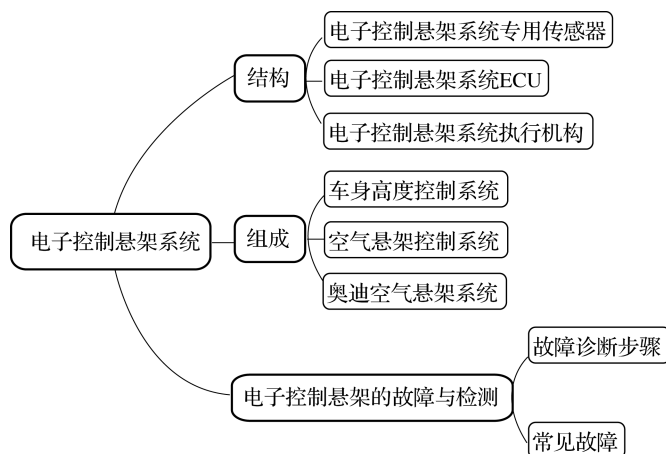 电子控制悬架系统
结构
电子控制悬架系统专用传感器
电子控制悬架系统ECU
电子控制悬架系统执行机构
组成
车身高度控制系统
空气悬架控制系统
奥迪空气悬架系统
电子控制悬架的故障与检测
故障诊断步骤
常见故障